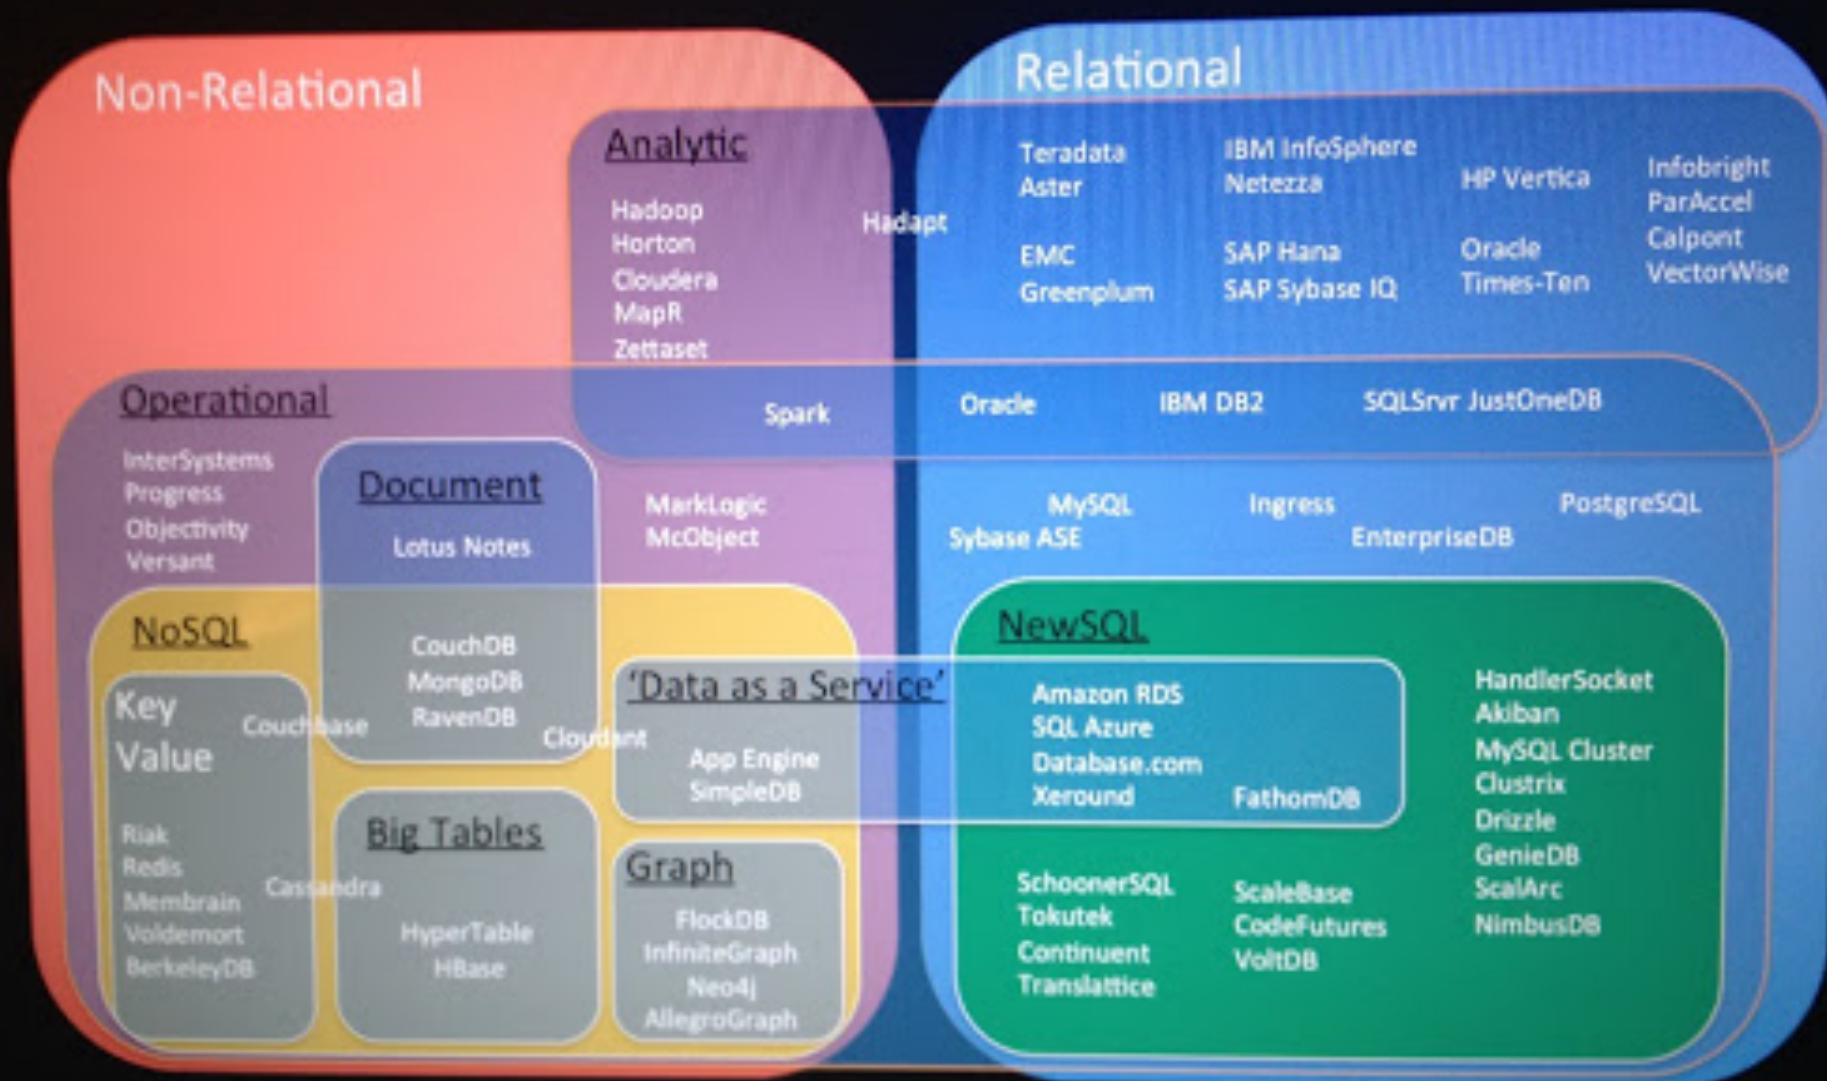 Non-Relational
Relational
Analytic
Hadoop
Horton
Cloudera
MapR
Zettaset
Hadapt
Teradata
Aster
EMC
Greenplum
IBM InfoSphere
Netezza
SAP Hana
SAP Sybase IQ
HP Vertica
Oracle
Times-Ten
Infobright
ParAccel
Calpont
VectorWise
Operational
Spark
Oracle
IBM DB2
SQLSrvr JustOneDB
InterSystems
Progress
Objectivity
Versant
Document
Lotus Notes
MarkLogic
McObject
MySQL
Ingress
PostgreSQL
Sybase ASE
EnterpriseDB
NoSQL
Key
Value
Couchbase
Riak
Redis
Membrain
Voldemort
BerkeleyDB
Cassandra
CouchDB
MongoDB
RavenDB
Cloudant
Big Tables
HyperTable
HBase
'Data as a Service'
App Engine
SimpleDB
Graph
FlockDB
InfiniteGraph
Neo4j
AllegroGraph
NewSQL
Amazon RDS
SQL Azure
Database.com
Xeround
FathomDB
HandlerSocket
Akiban
MySQL Cluster
Clustrix
Drizzle
GenieDB
ScalArc
NimbusDB
SchoonerSQL
Tokutek
Continuent
Translattice
ScaleBase
CodeFutures
VoltDB